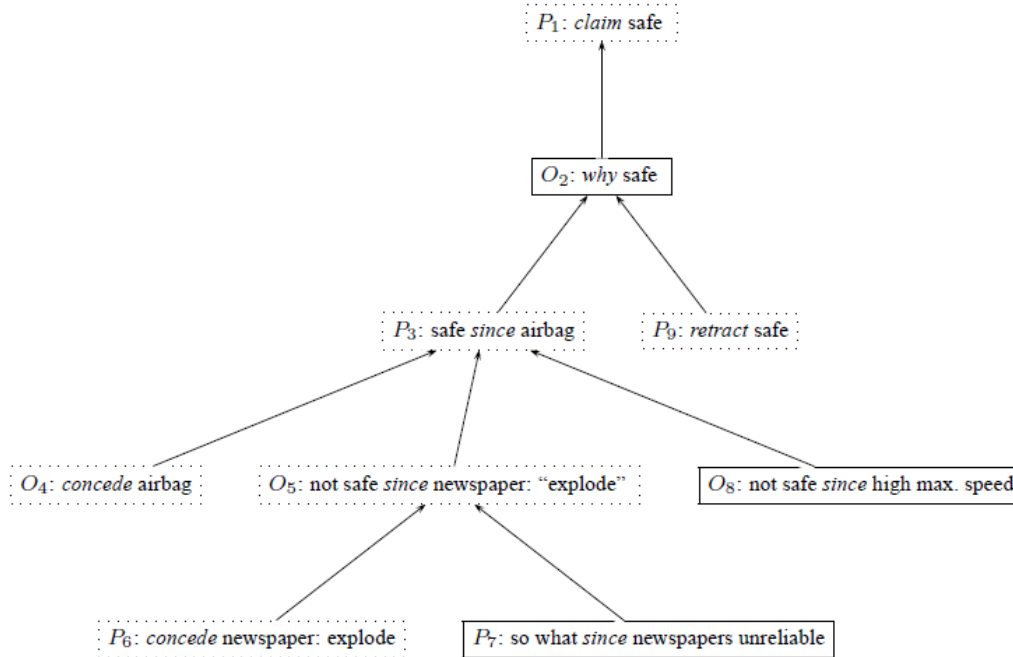 P₁: claim safe
O₂: why safe
P₃: safe since airbag
P₉: retract safe
O₄: concede airbag
O₅: not safe since newspaper: “explode”
O₈: not safe since high max. speed
P₆: concede newspaper: explode
P₇: so what since newspapers unreliable